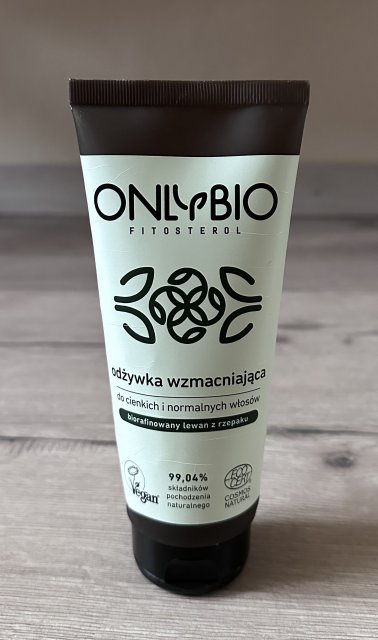 ONLYBIO
FITOSTEROL
odżywka wzmacniająca
do cienkich i normalnych włosów
biorafinowany lewan z rzepaku
99,04%
składników
pochodzenia
naturalnego
Vegan
ECO
CERT
COSMOS
NATURAL